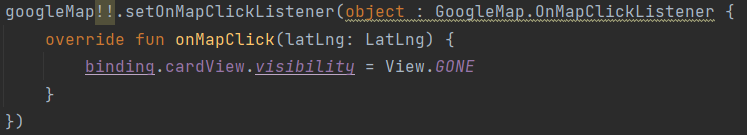 googleMap!!.setOnMapClickListener(object : GoogleMap.OnMapClickListener {
override fun onMapClick(latLng: LatLng) {
binding.cardView.visibility = View.GONE
}
})